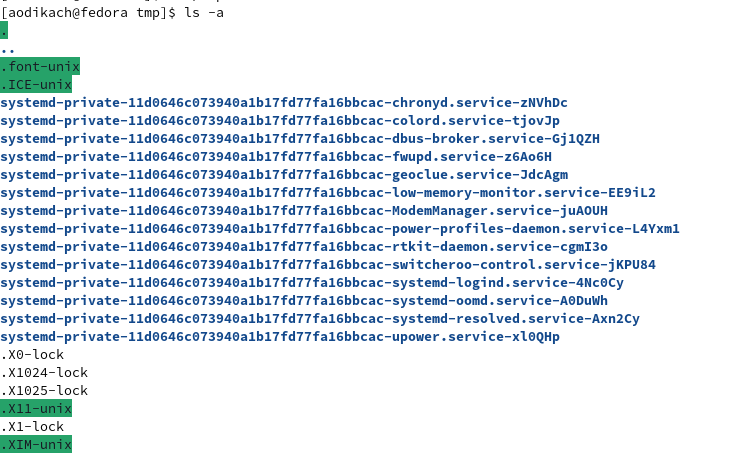 [aodikach@fedora tmp]$ ls -a
.
..
.font-unix
.ICE-unix
systemd-private-11d0646c073940a1b17fd77fa16bbcac-chronyd.service-zNVhDc
systemd-private-11d0646c073940a1b17fd77fa16bbcac-colord.service-tjovJp
systemd-private-11d0646c073940a1b17fd77fa16bbcac-dbus-broker.service-Gj1QZH
systemd-private-11d0646c073940a1b17fd77fa16bbcac-fwupd.service-z6Ao6H
systemd-private-11d0646c073940a1b17fd77fa16bbcac-geoclue.service-JdcAgm
systemd-private-11d0646c073940a1b17fd77fa16bbcac-low-memory-monitor.service-EE9iL2
systemd-private-11d0646c073940a1b17fd77fa16bbcac-ModemManager.service-juAOUH
systemd-private-11d0646c073940a1b17fd77fa16bbcac-power-profiles-daemon.service-L4Yxm1
systemd-private-11d0646c073940a1b17fd77fa16bbcac-rtkit-daemon.service-cgmI3o
systemd-private-11d0646c073940a1b17fd77fa16bbcac-switcheroo-control.service-jKPU84
systemd-private-11d0646c073940a1b17fd77fa16bbcac-systemd-logind.service-4Nc0Cy
systemd-private-11d0646c073940a1b17fd77fa16bbcac-systemd-oomd.service-A0DuWh
systemd-private-11d0646c073940a1b17fd77fa16bbcac-systemd-resolved.service-Axn2Cy
systemd-private-11d0646c073940a1b17fd77fa16bbcac-upower.service-xl0QHp
.X0-lock
.X1024-lock
.X1025-lock
.X11-unix
.X1-lock
.XIM-unix